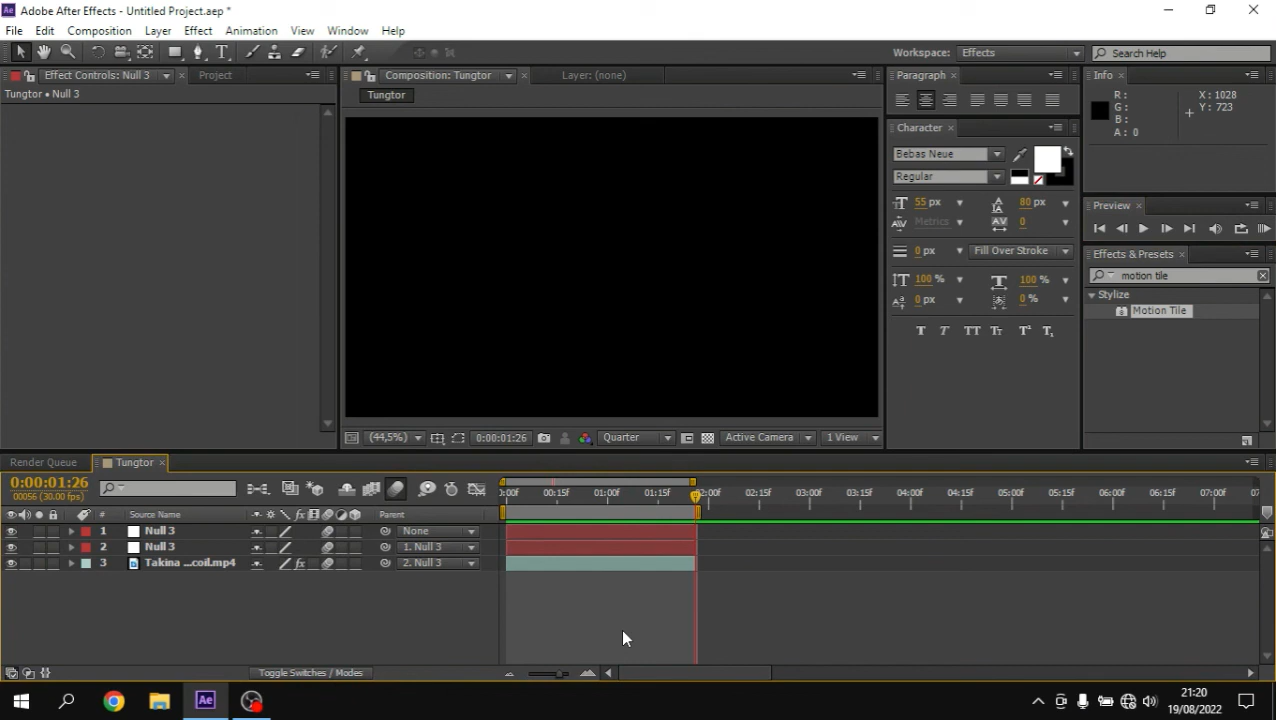 Adobe After Effects - Untitled Project.aep *
File Edit Composition Layer Effect Animation View Window Help
Workspace: Effects Search Help
Effect Controls: Null 3 Project
Tungtor • Null 3
Composition: Tungtor Layer: (none)
Tungtor
(44,5%) 0:00:01:26 Quarter Active Camera 1 View
Paragraph
Character
Bebas Neue
Regular
55 px 80 px
Metrics 0
0 px Fill Over Stroke
100 % 100 %
0 px 0 %
T T TT Tt T¹ T₁
Info
R: X: 1028
G: Y: 723
B:
A: 0
Preview
Effects & Presets
motion tile
Stylize
Motion Tile
Render Queue Tungtor
0:00:01:26
00056 (30.00 fps)
# Source Name Parent
1 Null 3 None
2 Null 3 1. Null 3
3 Takina ...coil.mp4 2. Null 3
):00f 00:15f 01:00f 01:15f 02:00f 02:15f 03:00f 03:15f 04:00f 04:15f 05:00f 05:15f 06:00f 06:15f 07:00f 07
Toggle Switches / Modes
21:20
19/08/2022